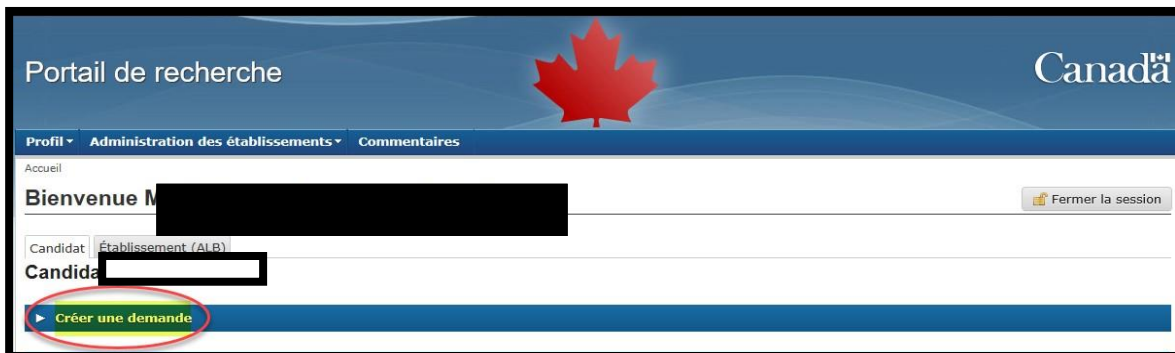 Portail de recherche
Canada
Profil Administration des établissements Commentaires
Accueil
Bienvenue M
Fermer la session
Candidat Établissement (ALB)
Candida
Créer une demande